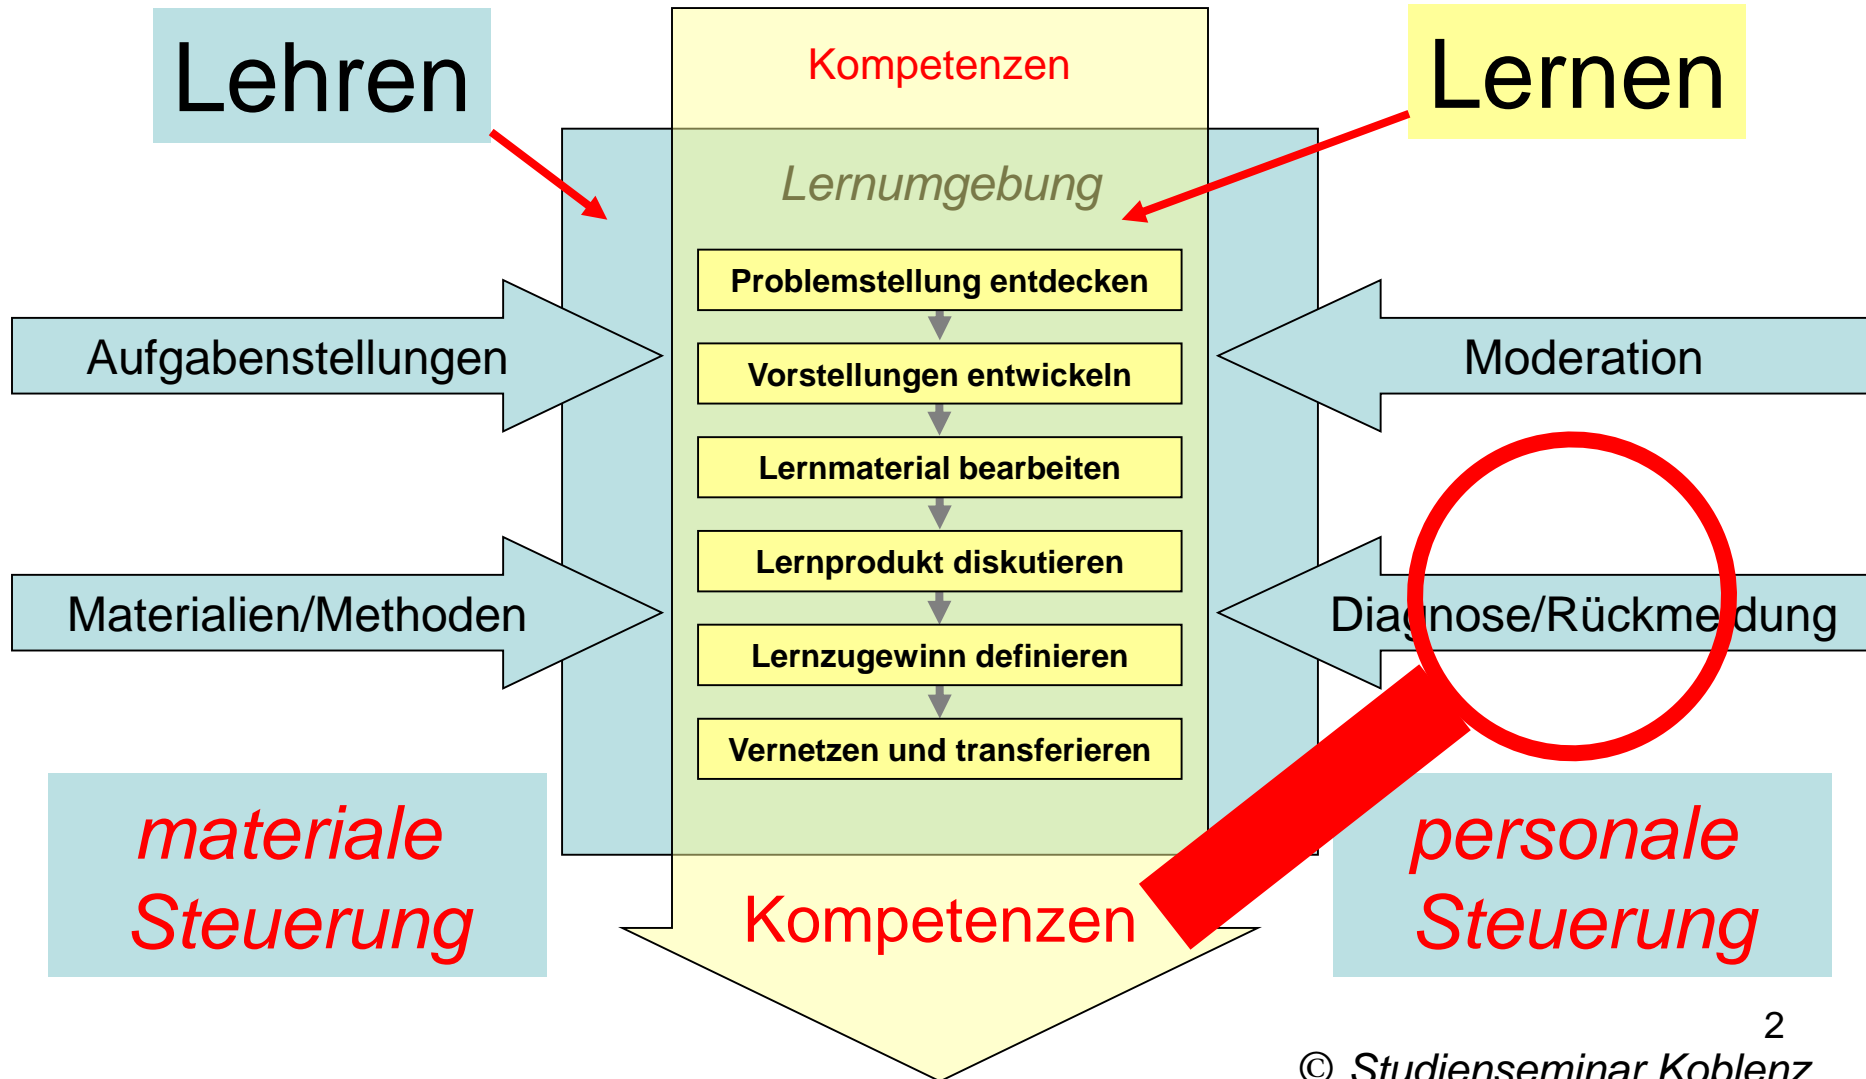 Lehren
Kompetenzen
Lernen
Lernumgebung
Problemstellung entdecken
Aufgabenstellungen
Vorstellungen entwickeln
Moderation
Lernmaterial bearbeiten
Lernprodukt diskutieren
Materialien/Methoden
Diagnose/Rückmeldung
Lernzugewinn definieren
Vernetzen und transferieren
materiale
Steuerung
Kompetenzen
personale
Steuerung
2
© Studienseminar Koblenz